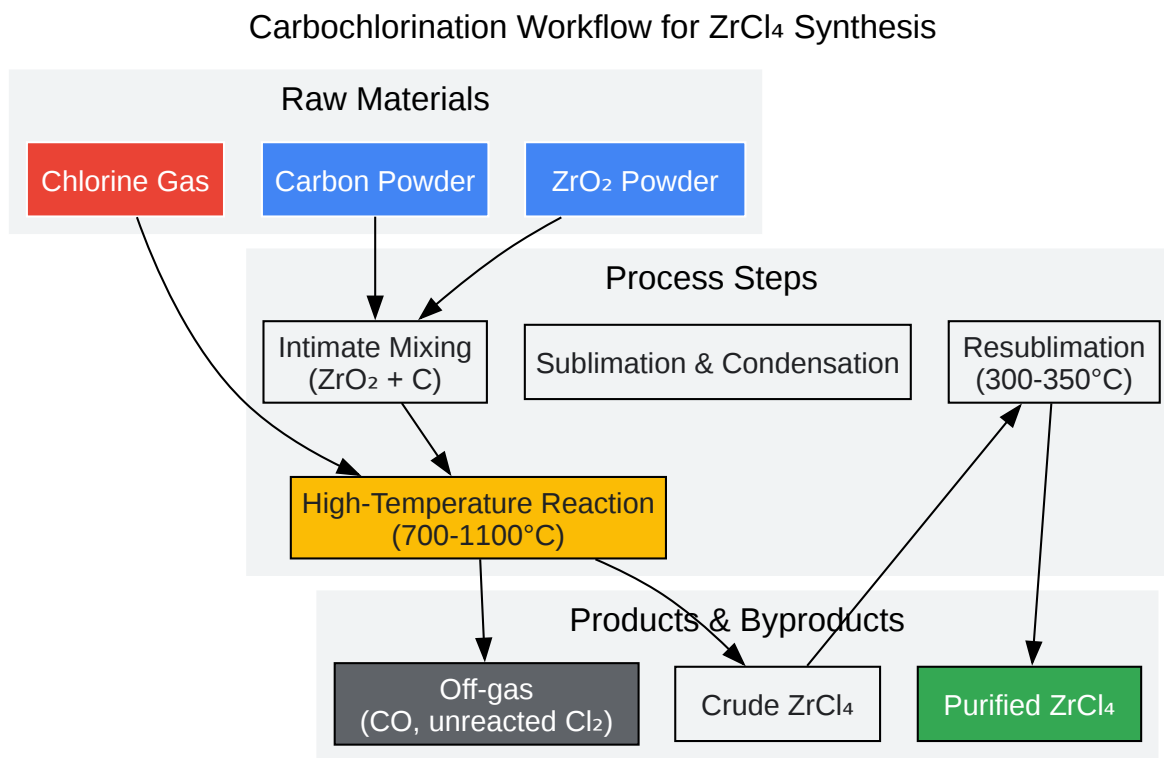 Carbochlorination Workflow for ZrCl₄ Synthesis
Raw Materials
Chlorine Gas
Carbon Powder
ZrO₂ Powder
Process Steps
Intimate Mixing
(ZrO₂ + C)
Sublimation & Condensation
Resublimation
(300-350°C)
High-Temperature Reaction
(700-1100°C)
Products & Byproducts
Off-gas
(CO, unreacted Cl₂)
Crude ZrCl₄
Purified ZrCl₄